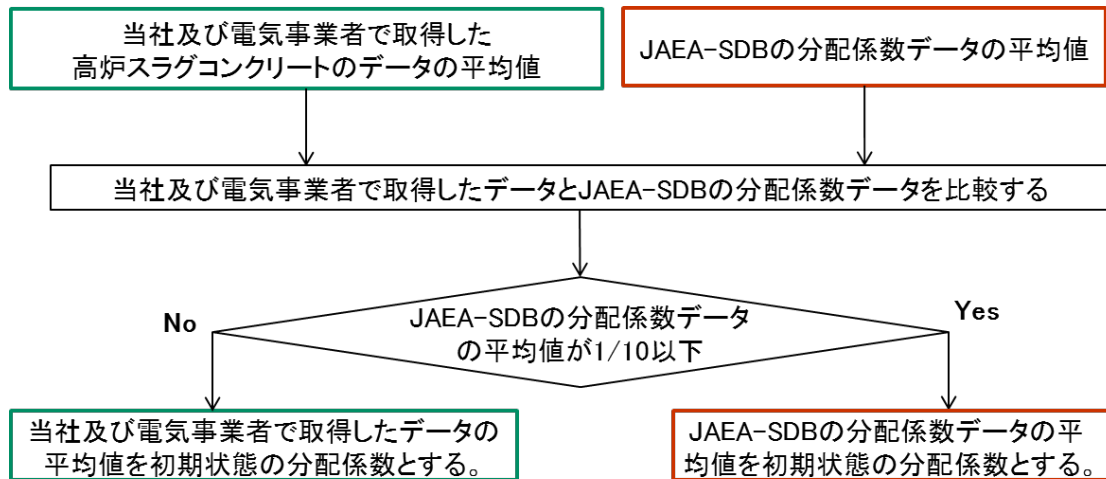 当社及び電気事業者で取得した
高炉スラグコンクリートのデータの平均値
JAEA-SDBの分配係数データの平均値
当社及び電気事業者で取得したデータとJAEA-SDBの分配係数データを比較する
JAEA-SDBの分配係数データ
の平均値が1/10以下
No
Yes
当社及び電気事業者で取得したデータの
平均値を初期状態の分配係数とする。
JAEA-SDBの分配係数データの平
均値を初期状態の分配係数とする。